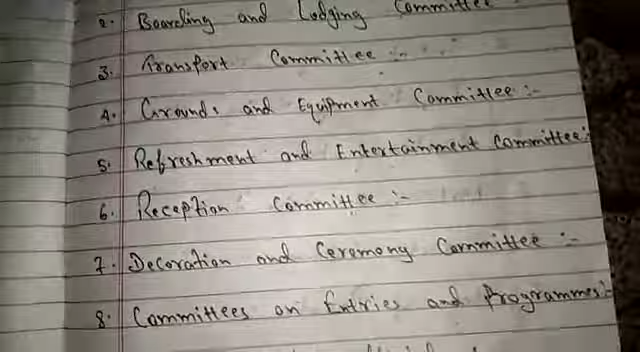 2. Boarding and Lodging Committee
3. Transport Committee :-
4. Grounds and Equipment Committee :-
5. Refreshment and Entertainment Committee :-
6. Reception Committee :-
7. Decoration and Ceremony Committee :-
8. Committees on Entries and Programmes :-